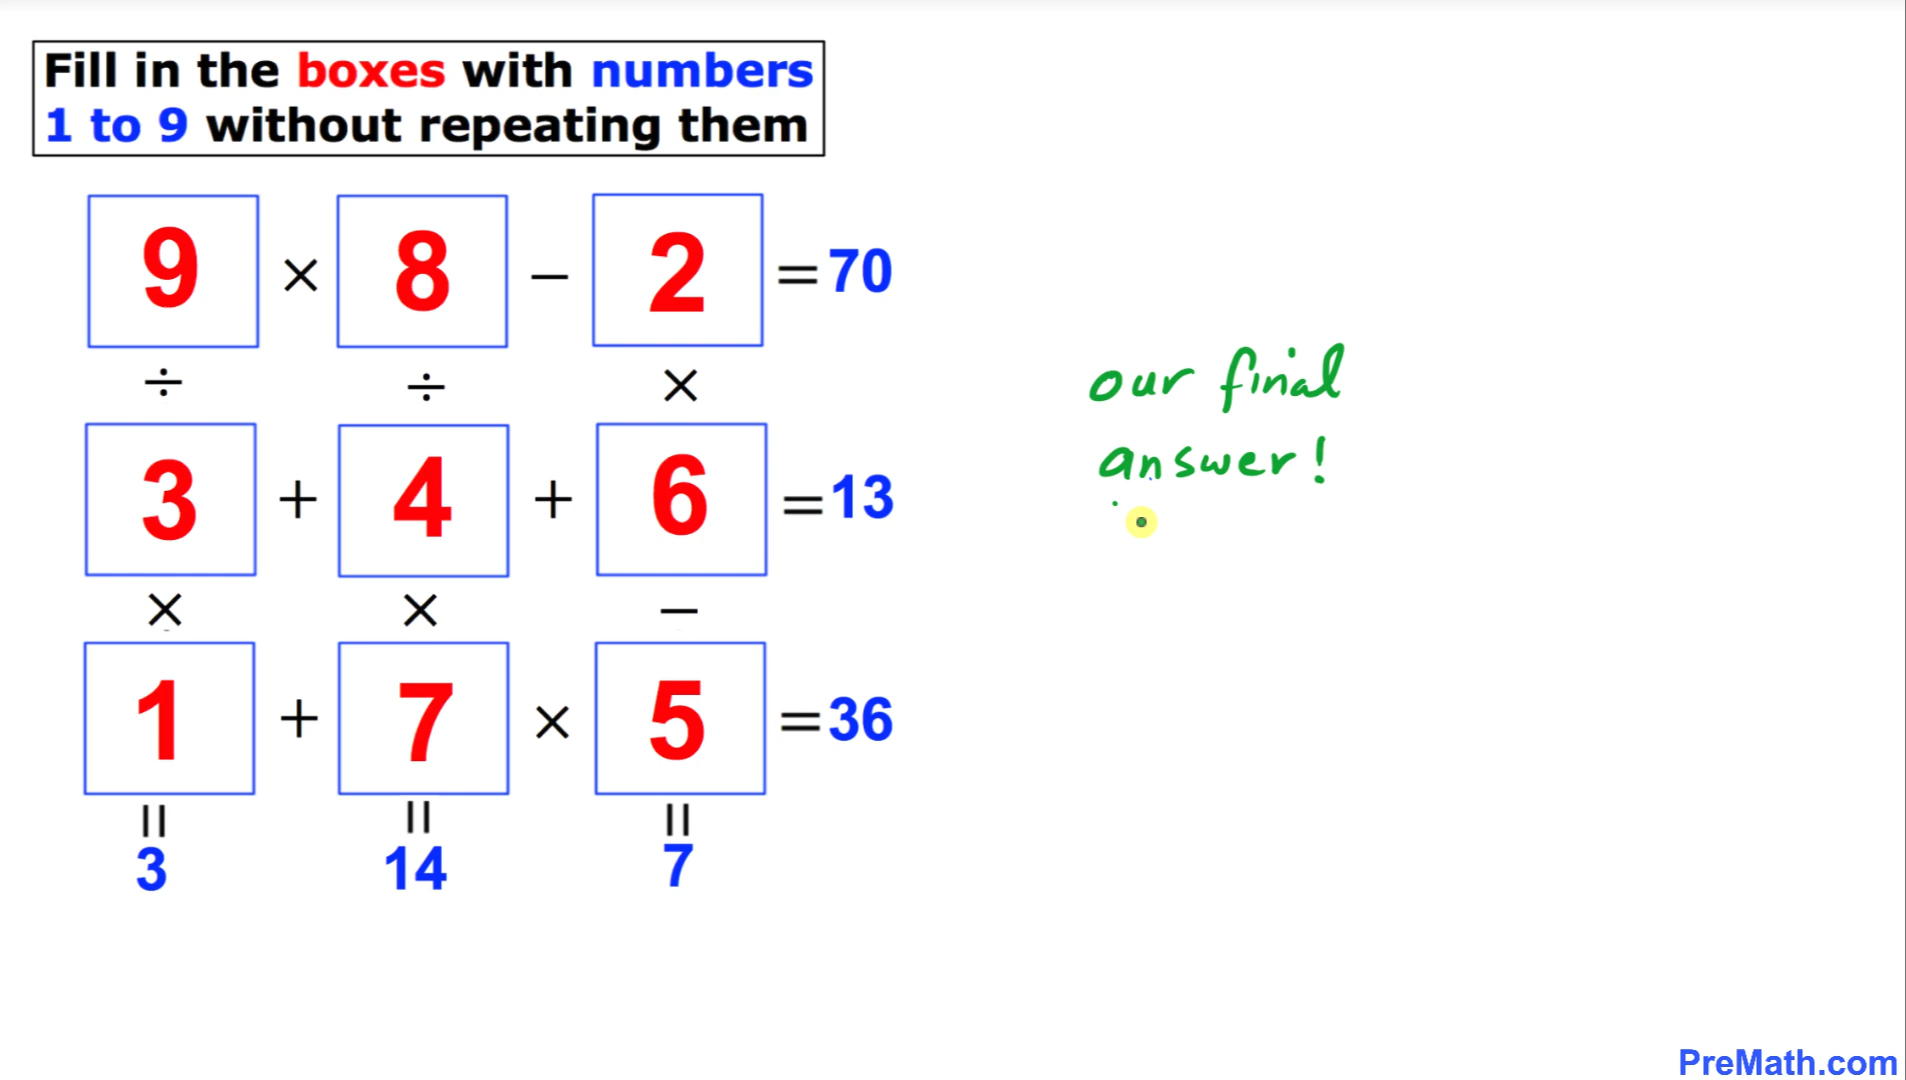 Fill in the boxes with numbers
1 to 9 without repeating them
9 × 8 − 2 = 70
÷ ÷ ×
3 + 4 + 6 = 13
× × −
1 + 7 × 5 = 36
= = =
3 14 7
our final
answer!
PreMath.com